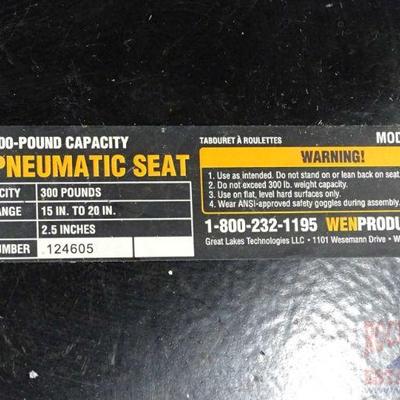 00-POUND CAPACITY
PNEUMATIC SEAT
CITY 300 POUNDS
ANGE 15 IN. TO 20 IN.
2.5 INCHES
UMBER 124605
TABOURET À ROULETTES
MOD
WARNING!
1. Use as intended. Do not stand on or lean back on seat.
2. Do not exceed 300 lb. weight capacity.
3. Use on flat, level hard surfaces only.
4. Wear ANSI-approved safety goggles during assembly.
1-800-232-1195 WENPRODU
Great Lakes Technologies LLC • 1101 Wesemann Drive • W